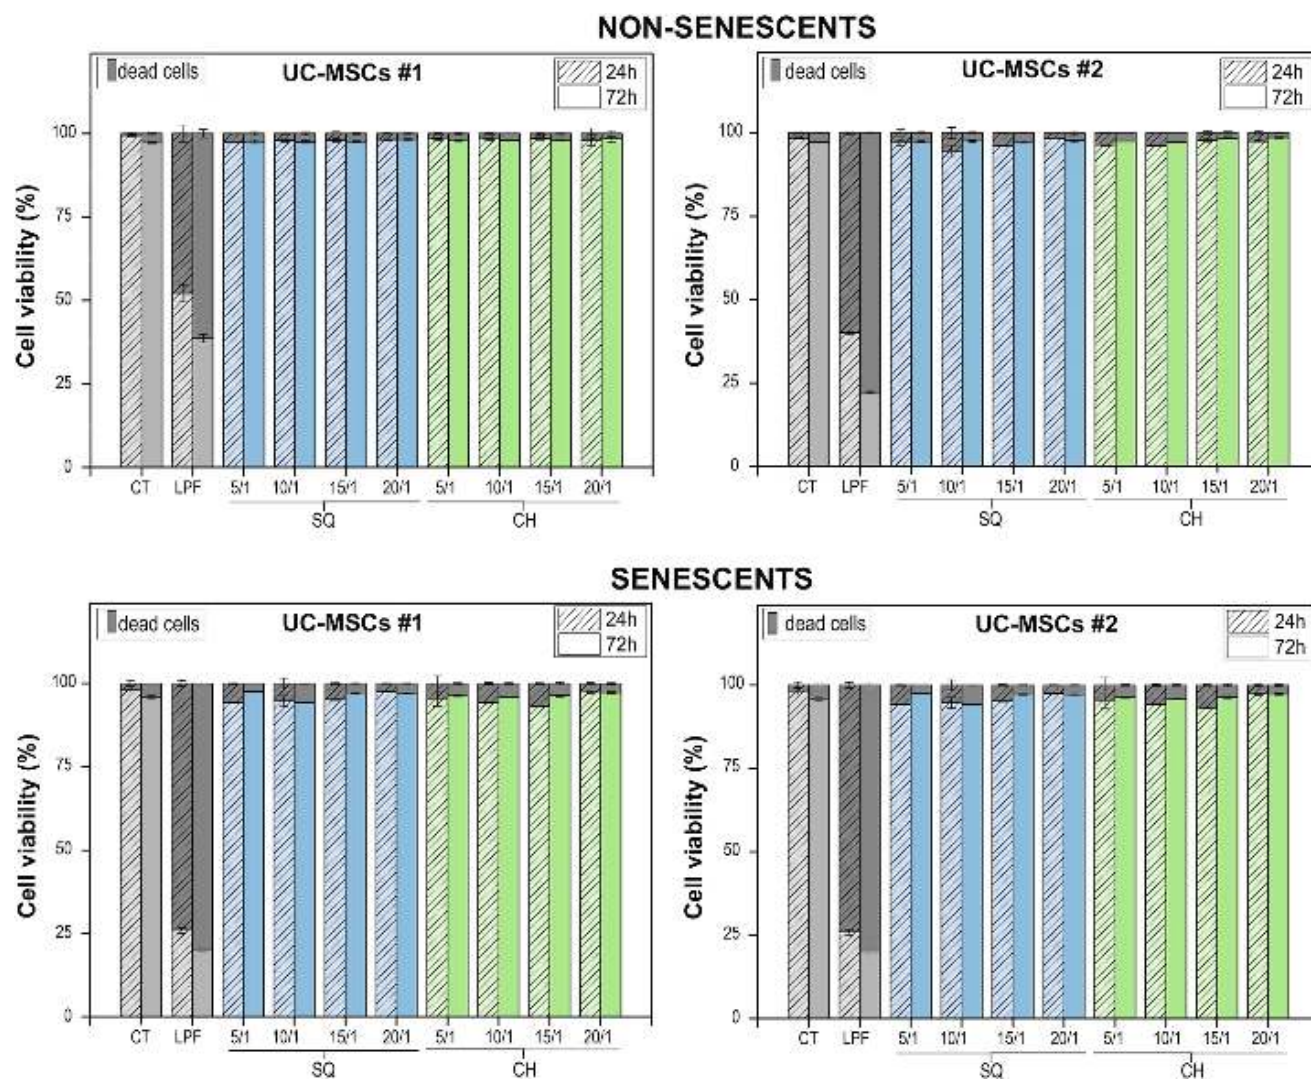 NON-SENESCENTS
dead cells UC-MSCs #1 24h
72h
Cell viability (%)
100
75
50
25
0
CT LPF 5/1 10/1 15/1 20/1 5/1 10/1 15/1 20/1
SQ CH
dead cells UC-MSCs #2 24h
72h
Cell viability (%)
100
75
50
25
0
CT LPF 5/1 10/1 15/1 20/1 5/1 10/1 15/1 20/1
SQ CH
SENESCENTS
dead cells UC-MSCs #1 24h
72h
Cell viability (%)
100
75
50
25
0
CT LPF 5/1 10/1 15/1 20/1 5/1 10/1 15/1 20/1
SQ CH
dead cells UC-MSCs #2 24h
72h
Cell viability (%)
100
75
50
25
0
CT LPF 5/1 10/1 15/1 20/1 5/1 10/1 15/1 20/1
SQ CH